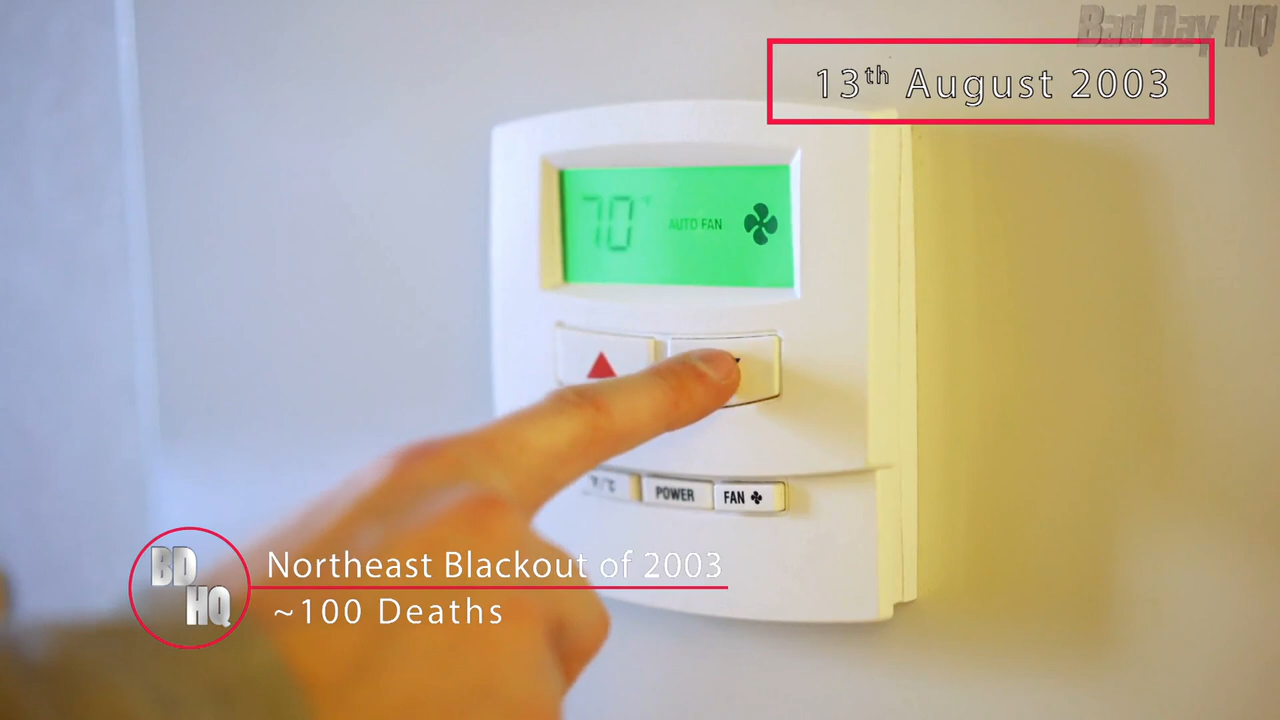 Bad Day HQ
13th August 2003
70°F AUTO FAN
°F/°C POWER FAN
BD
HQ
Northeast Blackout of 2003
~100 Deaths